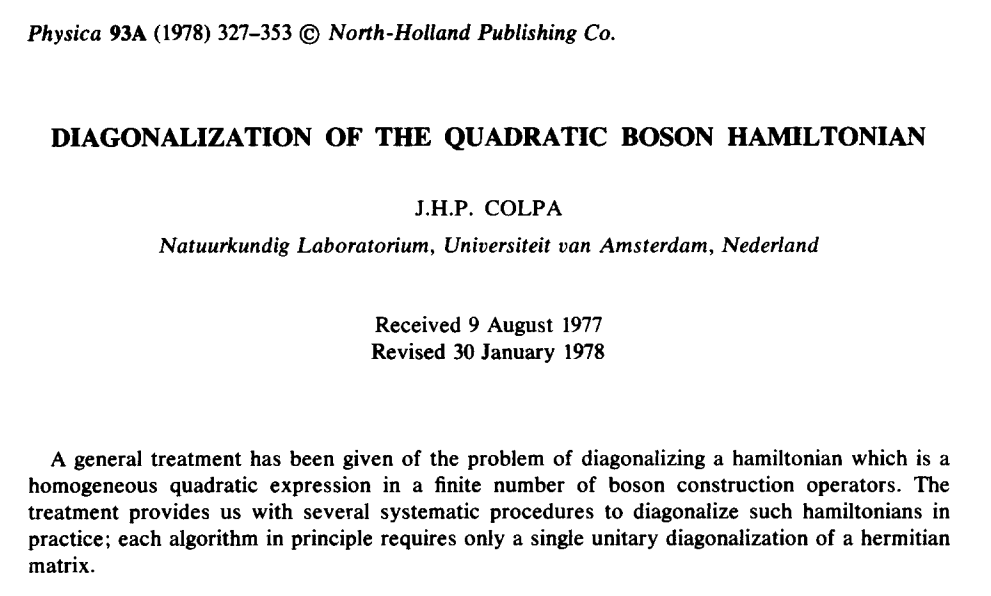 Physica 93A (1978) 327–353 © North-Holland Publishing Co.
DIAGONALIZATION OF THE QUADRATIC BOSON HAMILTONIAN
J.H.P. COLPA
Natuurkundig Laboratorium, Universiteit van Amsterdam, Nederland
Received 9 August 1977
Revised 30 January 1978
A general treatment has been given of the problem of diagonalizing a hamiltonian which is a
homogeneous quadratic expression in a finite number of boson construction operators. The
treatment provides us with several systematic procedures to diagonalize such hamiltonians in
practice; each algorithm in principle requires only a single unitary diagonalization of a hermitian
matrix.